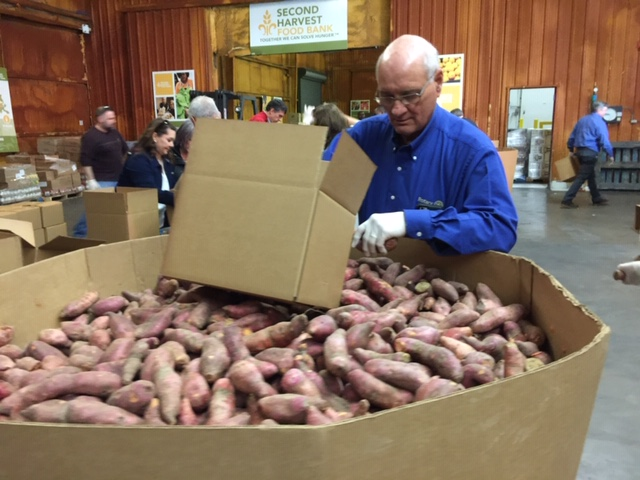 SECOND
HARVEST
FOOD BANK
TOGETHER WE CAN SOLVE HUNGER